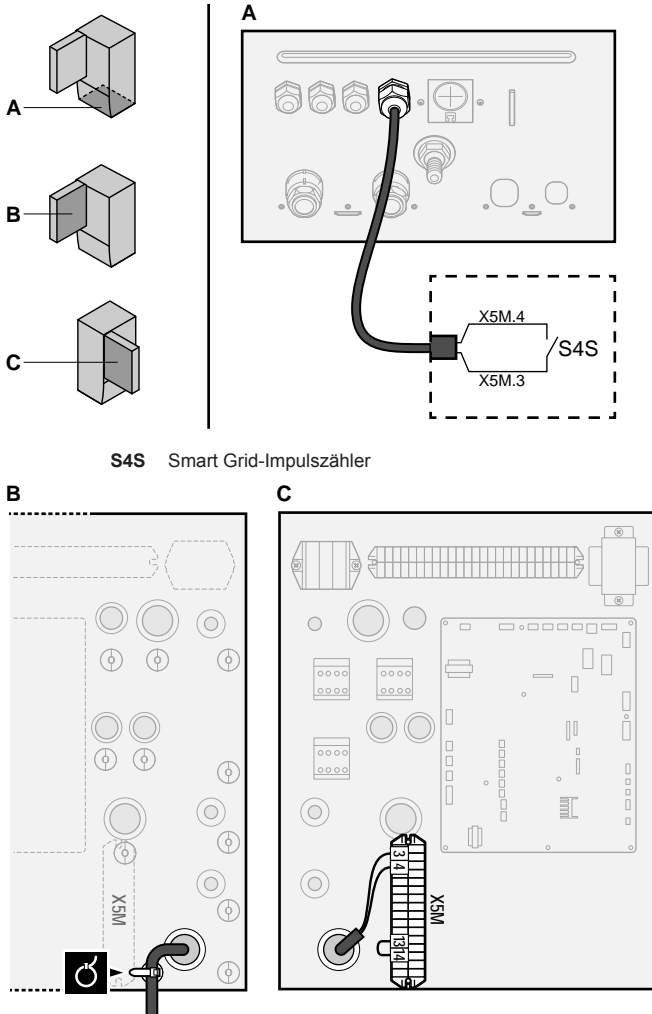 A
B
C
A
X5M.4
S4S
X5M.3
S4S Smart Grid-Impulszähler
B
X5M
C
3
4
X5M
13
14